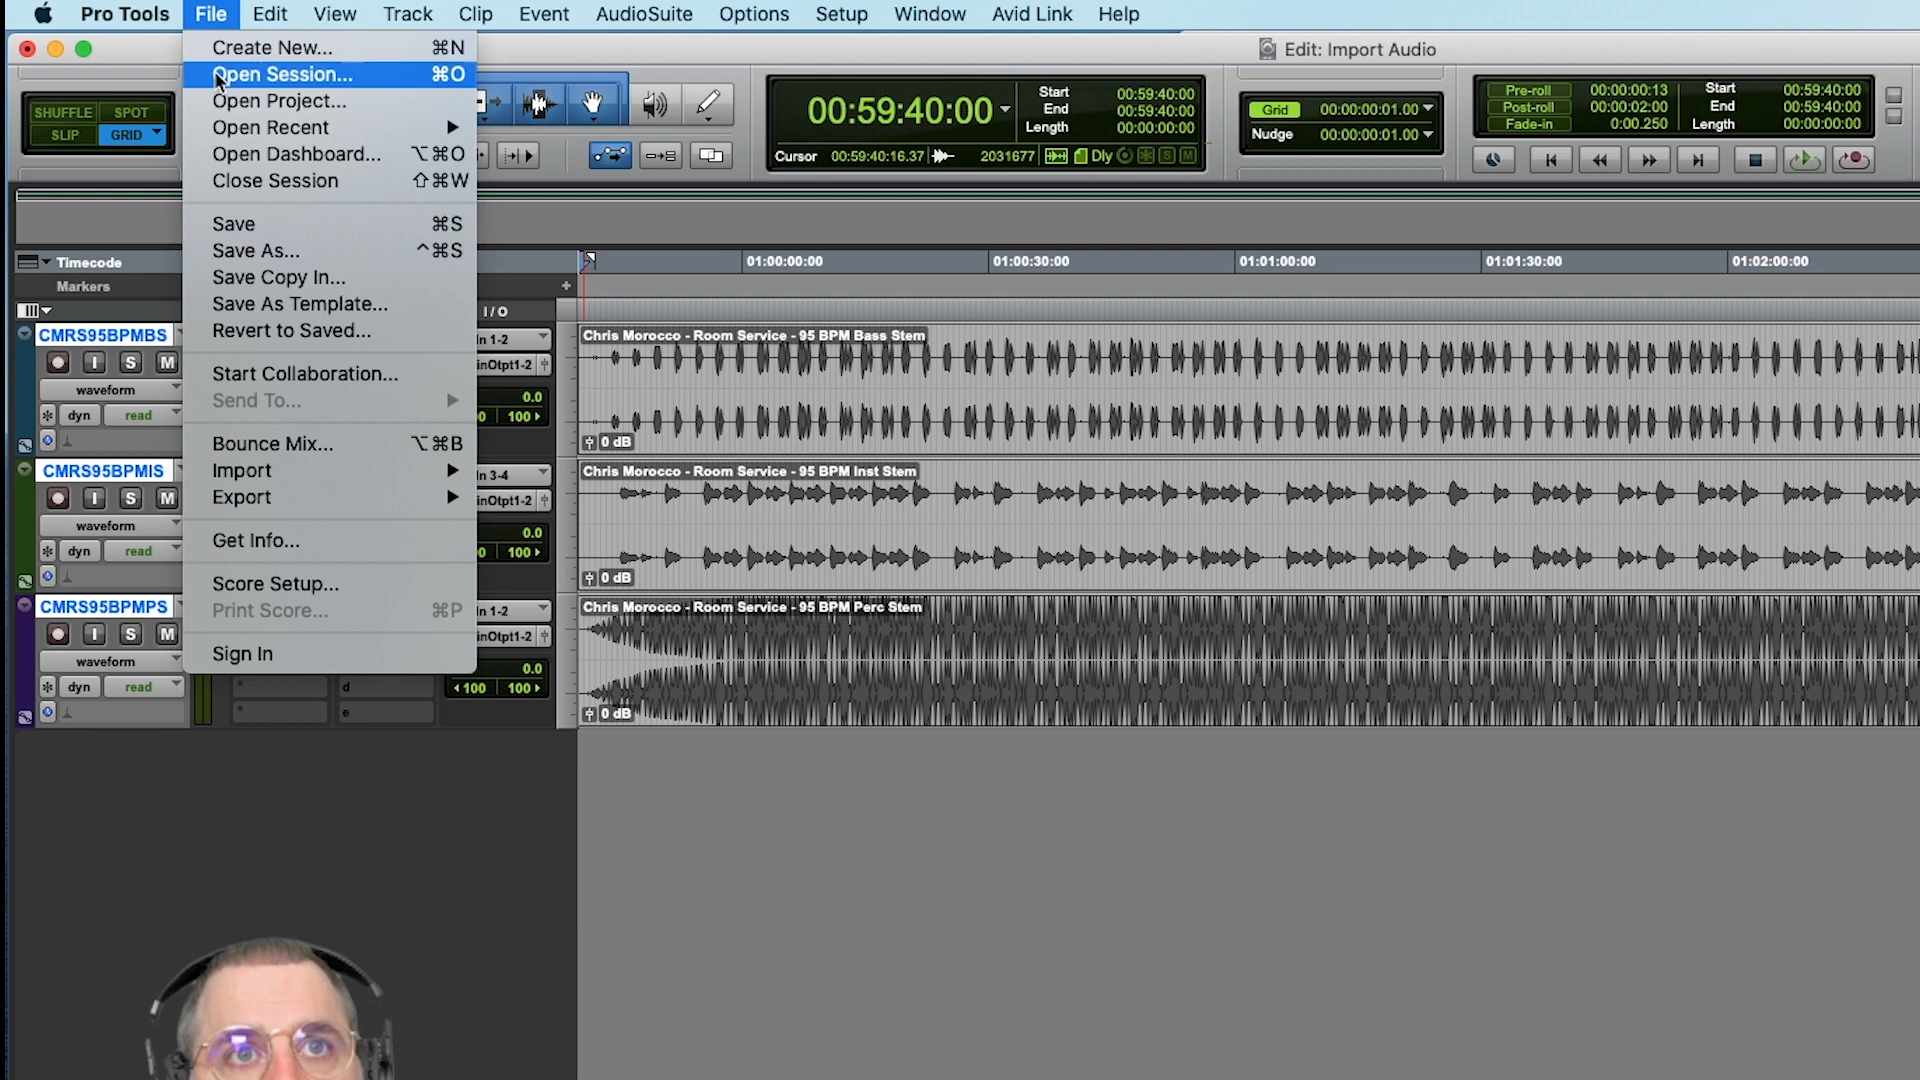 Pro Tools File Edit View Track Clip Event AudioSuite Options Setup Window Avid Link Help
Edit: Import Audio
Create New... ⌘N
Open Session... ⌘O
Open Project...
Open Recent
Open Dashboard... ⌥⌘O
Close Session ⇧⌘W
Save ⌘S
Save As... ^⌘S
Save Copy In...
Save As Template...
Revert to Saved...
Start Collaboration...
Send To...
Bounce Mix... ⌥⌘B
Import
Export
Get Info...
Score Setup...
Print Score... ⌘P
Sign In
SHUFFLE SPOT
SLIP GRID
00:59:40:00
Start 00:59:40:00
End 00:59:40:00
Length 00:00:00:00
Cursor 00:59:40:16.37 2031677 Dly S M
Grid 00:00:00:01.00
Nudge 00:00:00:01.00
Pre-roll 00:00:00:13 Start 00:59:40:00
Post-roll 00:00:02:00 End 00:59:40:00
Fade-in 0:00.250 Length 00:00:00:00
Timecode 01:00:00:00 01:00:30:00 01:01:00:00 01:01:30:00 01:02:00:00
Markers +
I/O
CMRS95BPMBS In 1-2 Chris Morocco - Room Service - 95 BPM Bass Stem
I S M inOtpt1-2
waveform 0.0
dyn read 100
0 dB
CMRS95BPMIS In 3-4 Chris Morocco - Room Service - 95 BPM Inst Stem
I S M inOtpt1-2
waveform 0.0
dyn read 100
0 dB
CMRS95BPMPS In 1-2 Chris Morocco - Room Service - 95 BPM Perc Stem
I S M inOtpt1-2
waveform 0.0
dyn read d 100 100
e 0 dB